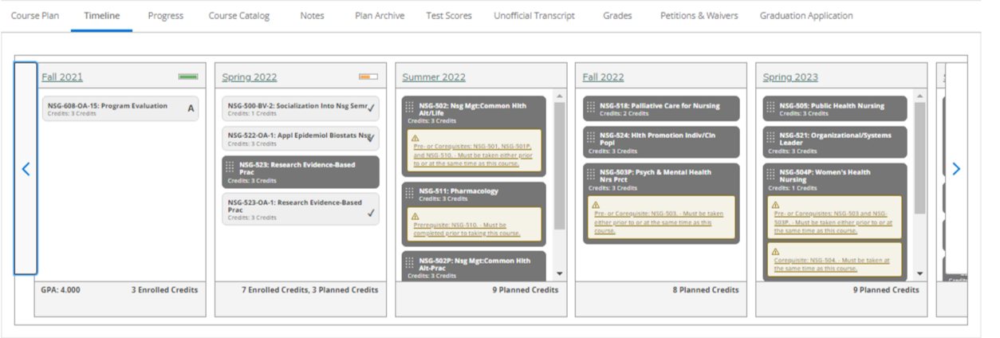 Course Plan Timeline Progress Course Catalog Notes Plan Archive Test Scores Unofficial Transcript Grades Petitions & Waivers Graduation Application
Fall 2021
NSG-608-OA-15: Program Evaluation A
Credits: 3 Credits
GPA: 4.000 3 Enrolled Credits
Spring 2022
NSG-500-BV-2: Socialization Into Nsg Semr
Credits: 1 Credits
NSG-522-OA-1: Appl Epidemiol Biostats Nsg
Credits: 3 Credits
NSG-523: Research Evidence-Based
Prac
Credits: 3 Credits
NSG-523-OA-1: Research Evidence-Based
Prac
Credits: 3 Credits
7 Enrolled Credits, 3 Planned Credits
Summer 2022
NSG-502: Nsg Mgt:Common Hlth
Alt/Life
Credits: 3 Credits
Pre- or Corequisites: NSG-501, NSG-501P,
and NSG-510. - Must be taken either prior
to or at the same time as this course.
NSG-511: Pharmacology
Credits: 3 Credits
Prerequisite: NSG-510. - Must be
completed prior to taking this course.
NSG-502P: Nsg Mgt:Common Hlth
Alt-Prac
Credits: 3 Credits
9 Planned Credits
Fall 2022
NSG-518: Palliative Care for Nursing
Credits: 2 Credits
NSG-524: Hlth Promotion Indiv/Cln
Popl
Credits: 3 Credits
NSG-503P: Psych & Mental Health
Nrs Prct
Credits: 3 Credits
Pre- or Corequisite: NSG-503. - Must be taken
either prior to or at the same time as this
course.
8 Planned Credits
Spring 2023
NSG-505: Public Health Nursing
Credits: 3 Credits
NSG-521: Organizational/Systems
Leader
Credits: 3 Credits
NSG-504P: Women's Health
Nursing
Credits: 1 Credits
Pre- or Corequisites: NSG-503 and NSG-
503P. - Must be taken either prior to or at
the same time as this course.
Corequisite: NSG-504. - Must be taken at
the same time as this course.
9 Planned Credits